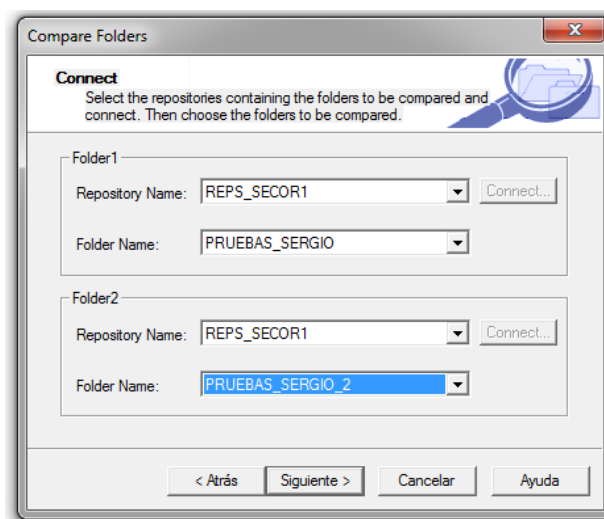 Compare Folders
Connect
Select the repositories containing the folders to be compared and
connect. Then choose the folders to be compared.
Folder1
Repository Name: REPS_SECOR1 Connect...
Folder Name: PRUEBAS_SERGIO
Folder2
Repository Name: REPS_SECOR1 Connect...
Folder Name: PRUEBAS_SERGIO_2
< Atrás Siguiente > Cancelar Ayuda